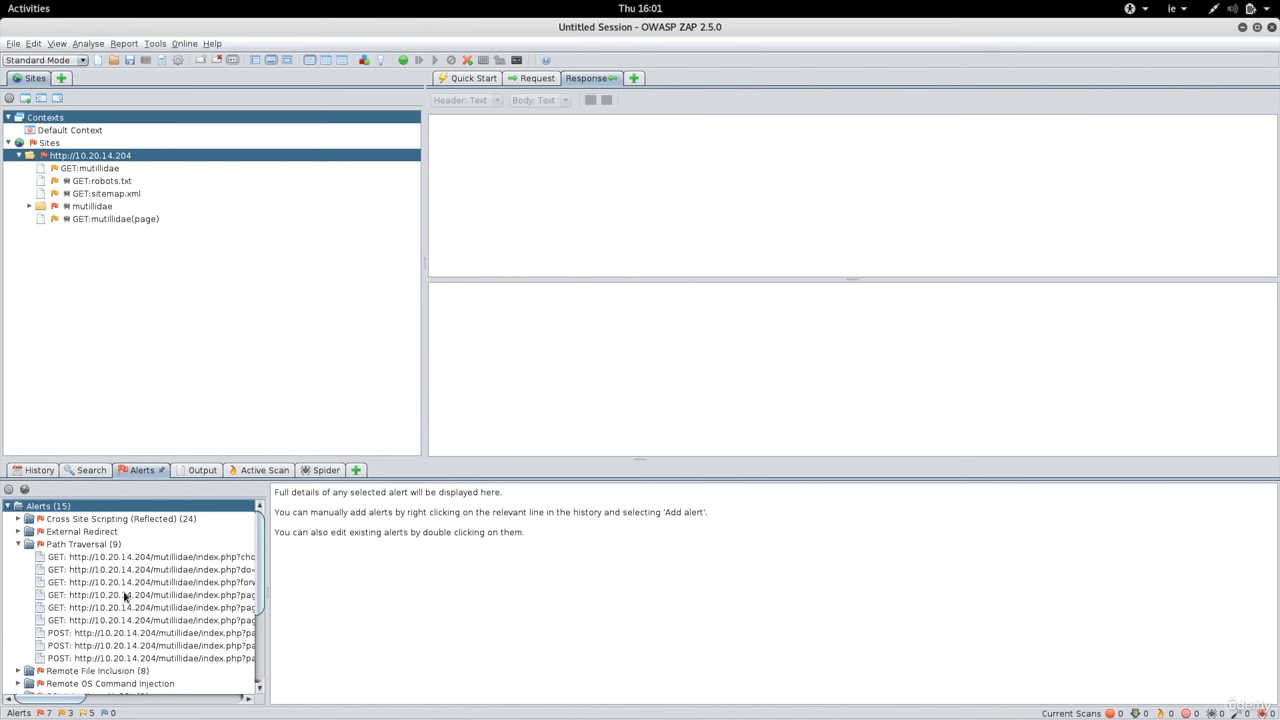 Activities
Thu 16:01
ie
Untitled Session - OWASP ZAP 2.5.0
File Edit View Analyse Report Tools Online Help
Standard Mode
Sites
Quick Start Request Response
Header: Text Body: Text
Contexts
Default Context
Sites
http://10.20.14.204
GET:mutillidae
GET:robots.txt
GET:sitemap.xml
mutillidae
GET:mutillidae(page)
History Search Alerts Output Active Scan Spider
Alerts (15)
Cross Site Scripting (Reflected) (24)
External Redirect
Path Traversal (9)
GET: http://10.20.14.204/mutillidae/index.php?cho
GET: http://10.20.14.204/mutillidae/index.php?do=
GET: http://10.20.14.204/mutillidae/index.php?forw
GET: http://10.20.14.204/mutillidae/index.php?pag
GET: http://10.20.14.204/mutillidae/index.php?pag
GET: http://10.20.14.204/mutillidae/index.php?pag
POST: http://10.20.14.204/mutillidae/index.php?pa
POST: http://10.20.14.204/mutillidae/index.php?pa
POST: http://10.20.14.204/mutillidae/index.php?pa
Remote File Inclusion (8)
Remote OS Command Injection
Full details of any selected alert will be displayed here.
You can manually add alerts by right clicking on the relevant line in the history and selecting 'Add alert'.
You can also edit existing alerts by double clicking on them.
Alerts 7 3 5 0
Current Scans 0 0 0 0 0 0 0
udemy